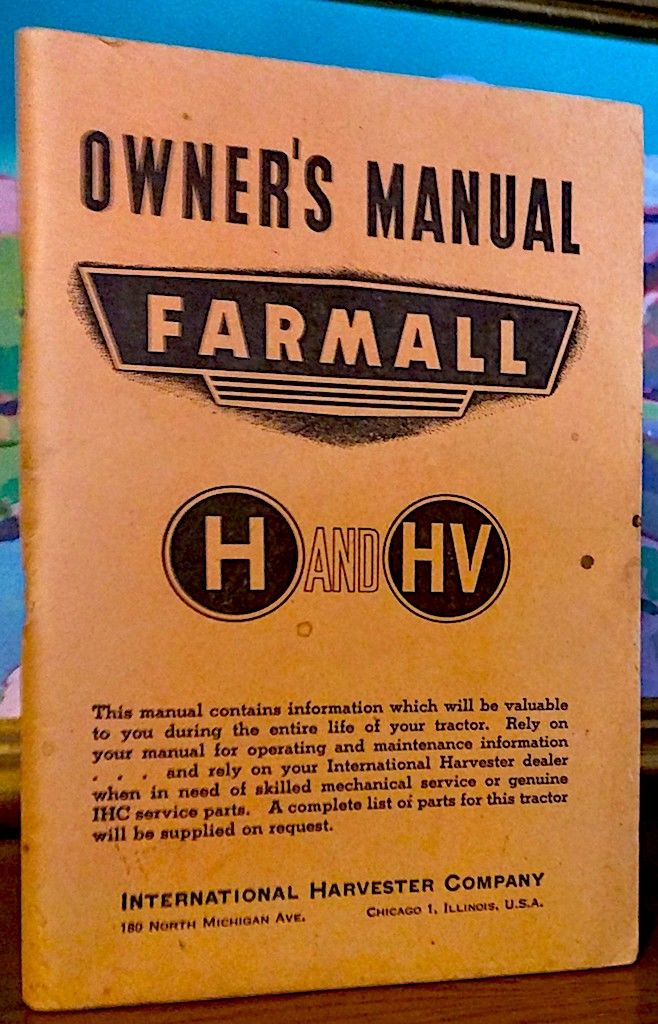 OWNER'S MANUAL
FARMALL
H AND HV
This manual contains information which will be valuable
to you during the entire life of your tractor. Rely on
your manual for operating and maintenance information
. . . and rely on your International Harvester dealer
when in need of skilled mechanical service or genuine
IHC service parts. A complete list of parts for this tractor
will be supplied on request.
INTERNATIONAL HARVESTER COMPANY
180 NORTH MICHIGAN AVE. CHICAGO 1, ILLINOIS, U.S.A.